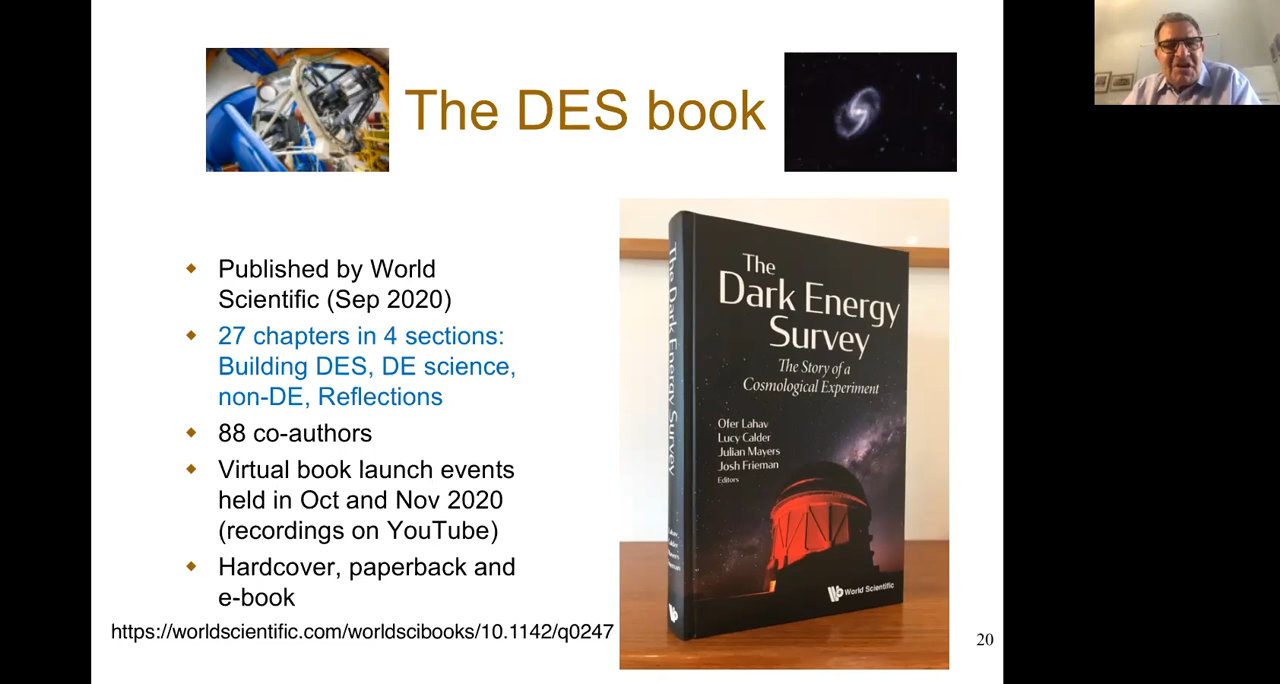 The DES book
Published by World
Scientific (Sep 2020)
27 chapters in 4 sections:
Building DES, DE science,
non-DE, Reflections
88 co-authors
Virtual book launch events
held in Oct and Nov 2020
(recordings on YouTube)
Hardcover, paperback and
e-book
https://worldscientific.com/worldscibooks/10.1142/q0247
The Dark Energy Survey
The
Dark Energy
Survey
The Story of a
Cosmological Experiment
Ofer Lahav
Lucy Calder
Julian Mayers
Josh Frieman
Editors
World Scientific
20